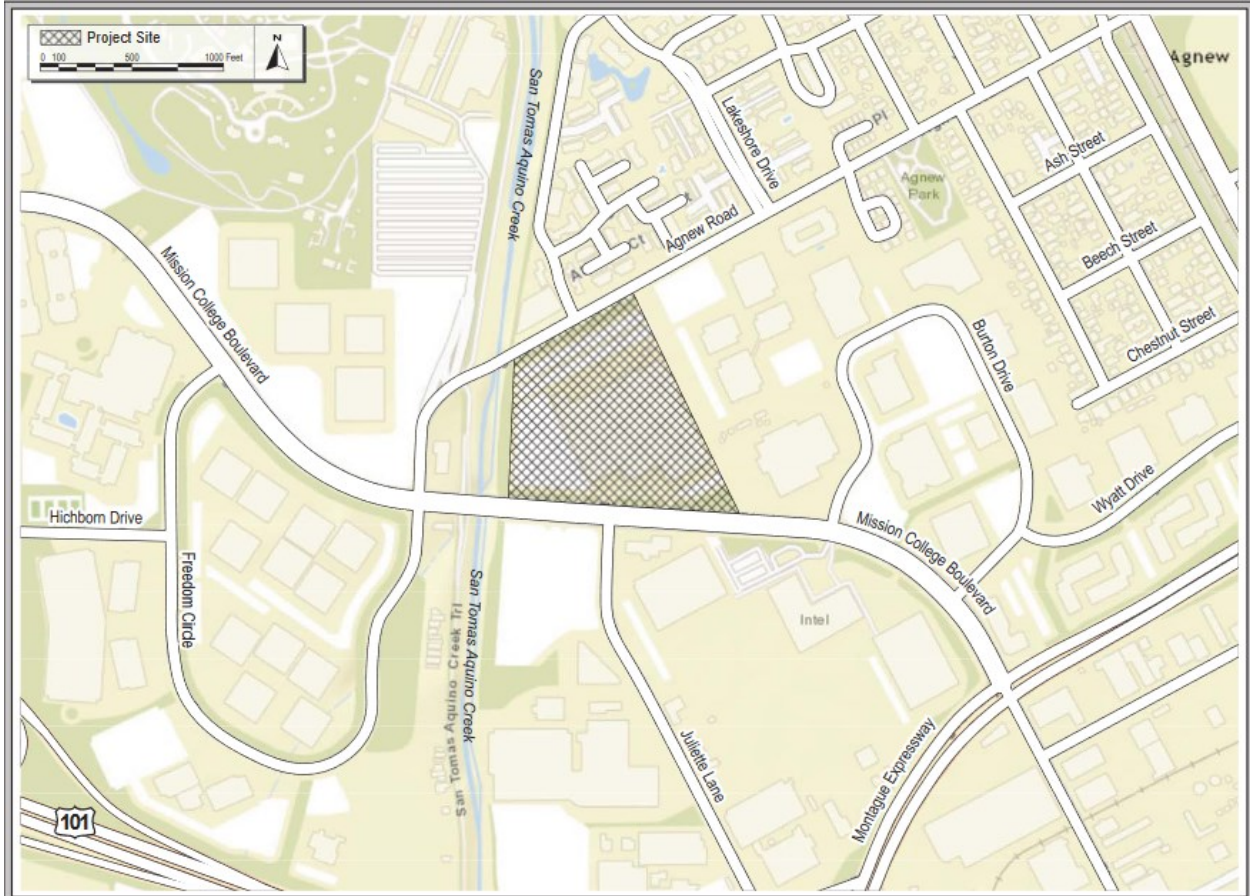 Project Site
0 100 500 1000 Feet
N
Agnew
San Tomas Aquino Creek
Lakeshore Drive
Pl
Agnew
Park
Ash Street
Agnew Road
Ct
Beech Street
Mission College Boulevard
Burton Drive
Chestnut Street
Wyatt Drive
Hichborn Drive
Mission College Boulevard
Freedom Circle
San Tomas Aquino Creek Trl
San Tomas Aquino Creek
Intel
Juliette Lane
Montague Expressway
101